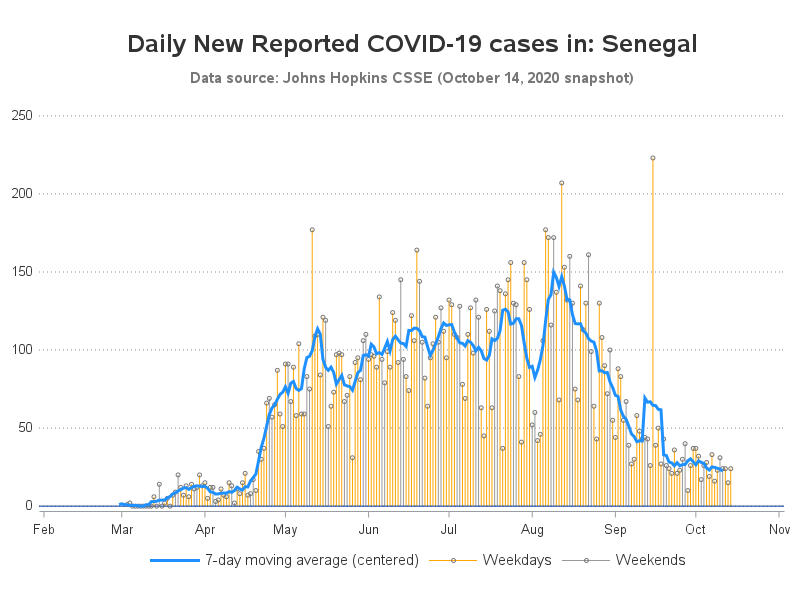 Daily New Reported COVID-19 cases in: Senegal
Data source: Johns Hopkins CSSE (October 14, 2020 snapshot)
250
200
150
100
50
0
Feb Mar Apr May Jun Jul Aug Sep Oct Nov
7-day moving average (centered) Weekdays Weekends